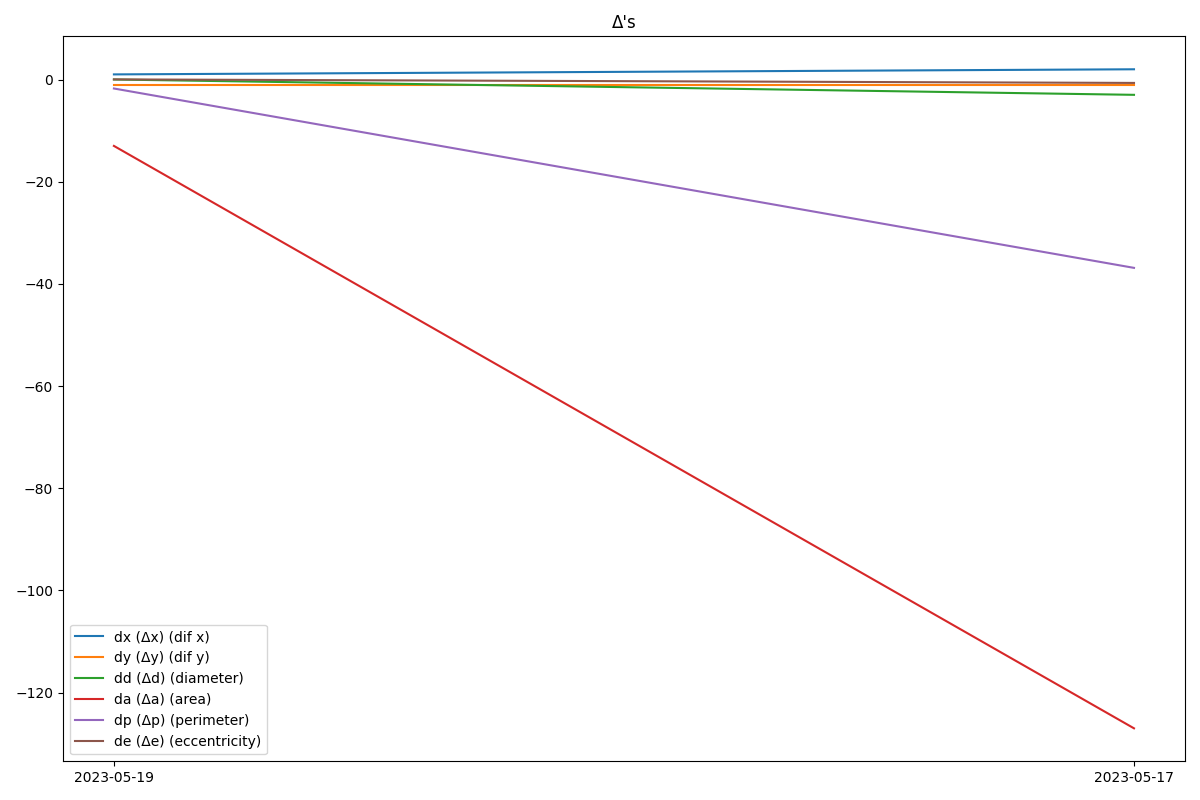 Δ's
0
−20
−40
−60
−80
−100
−120
dx (Δx) (dif x)
dy (Δy) (dif y)
dd (Δd) (diameter)
da (Δa) (area)
dp (Δp) (perimeter)
de (Δe) (eccentricity)
2023-05-19 2023-05-17